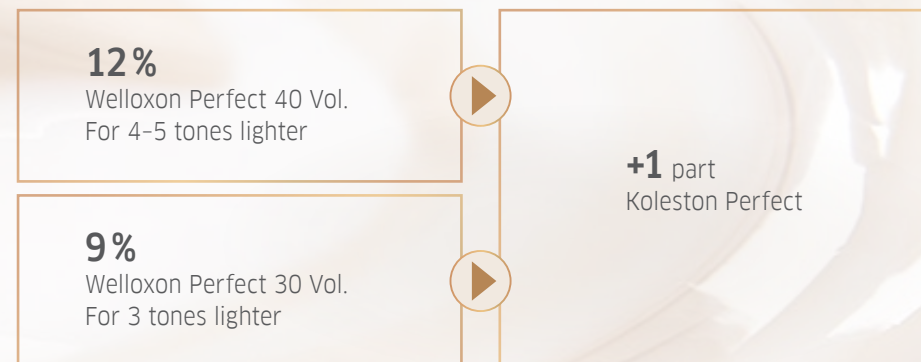 12%
Welloxon Perfect 40 Vol.
For 4–5 tones lighter
9%
Welloxon Perfect 30 Vol.
For 3 tones lighter
+1 part
Koleston Perfect